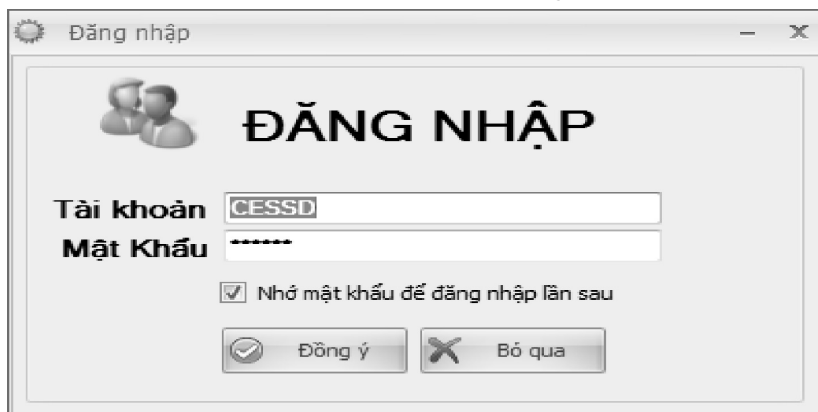 Đăng nhập
ĐĂNG NHẬP
Tài khoản CESSD
Mật Khẩu ******
Nhớ mật khẩu để đăng nhập lần sau
Đồng ý Bỏ qua